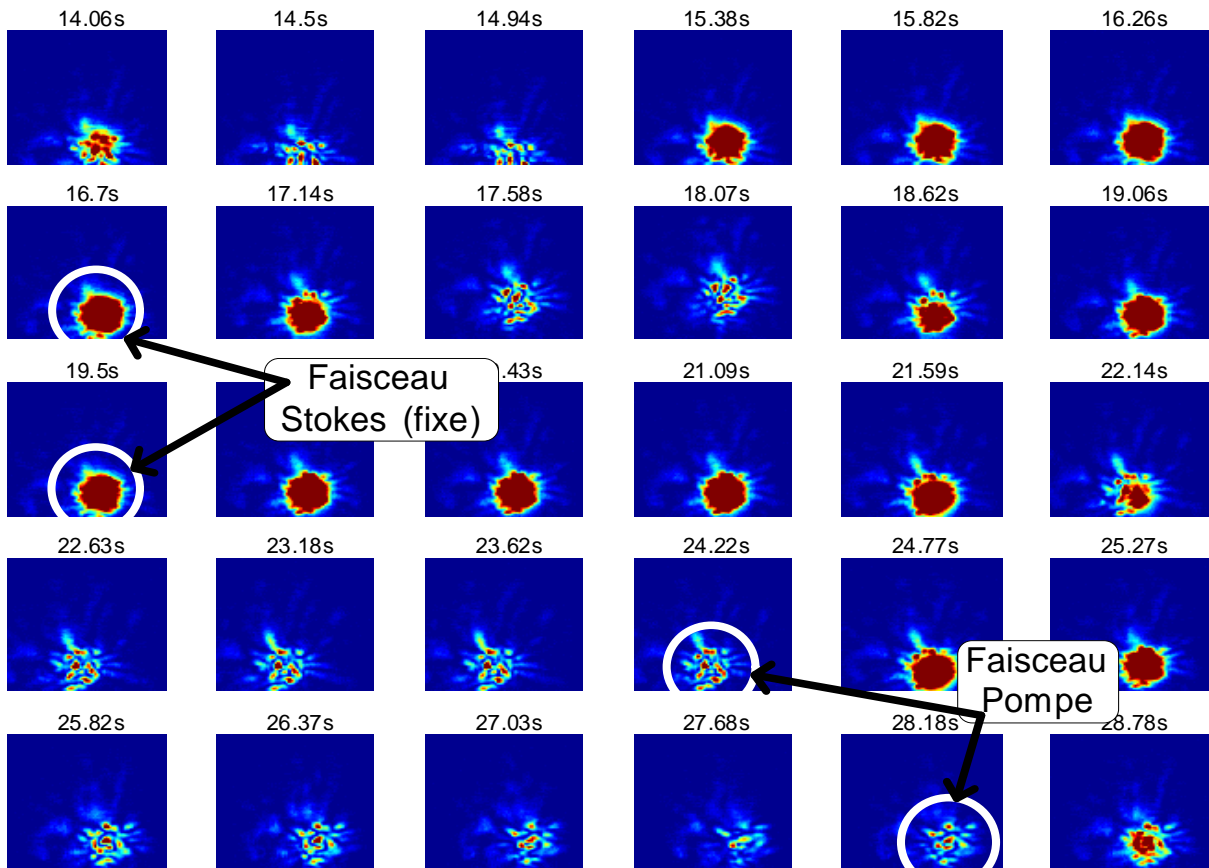 14.06s 14.5s 14.94s 15.38s 15.82s 16.26s
16.7s 17.14s 17.58s 18.07s 18.62s 19.06s
19.5s .43s 21.09s 21.59s 22.14s
Faisceau
Stokes (fixe)
22.63s 23.18s 23.62s 24.22s 24.77s 25.27s
Faisceau
Pompe
25.82s 26.37s 27.03s 27.68s 28.18s 28.78s